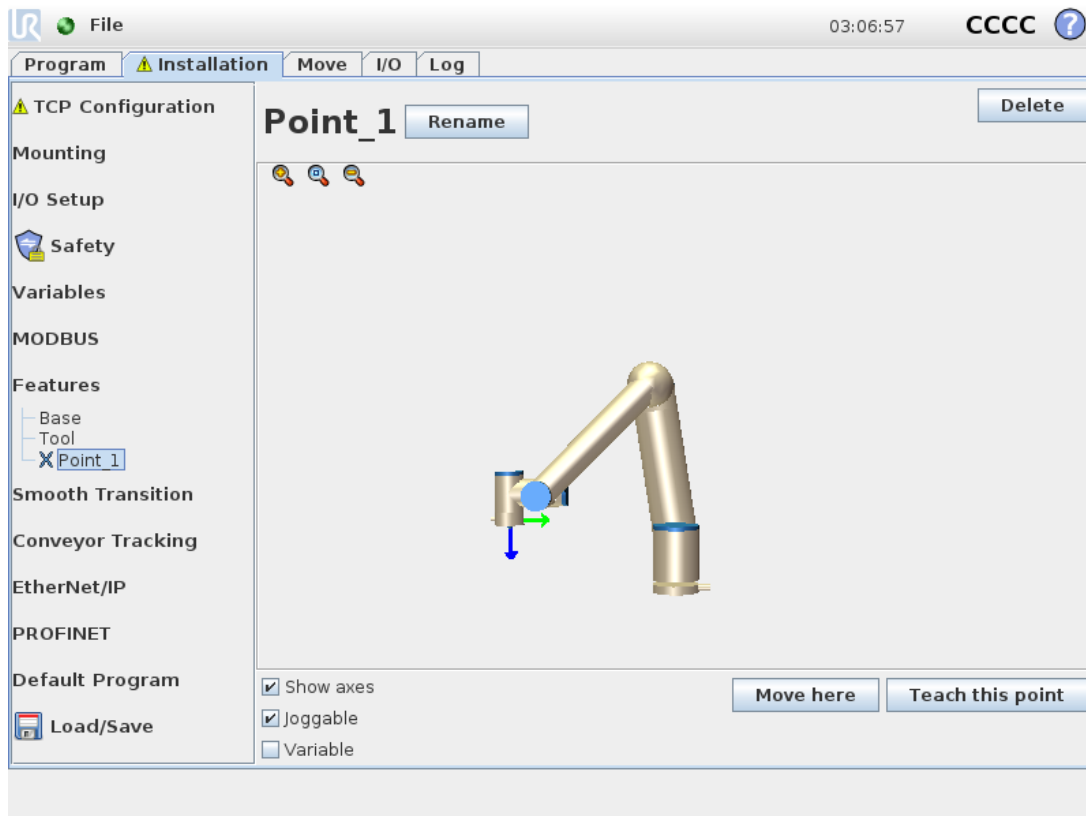 UR
File
03:06:57
CCCC
?
Program
Installation
Move
I/O
Log
TCP Configuration
Mounting
I/O Setup
Safety
Variables
MODBUS
Features
Base
Tool
Point_1
Smooth Transition
Conveyor Tracking
EtherNet/IP
PROFINET
Default Program
Load/Save
Point_1
Rename
Delete
Show axes
Joggable
Variable
Move here
Teach this point